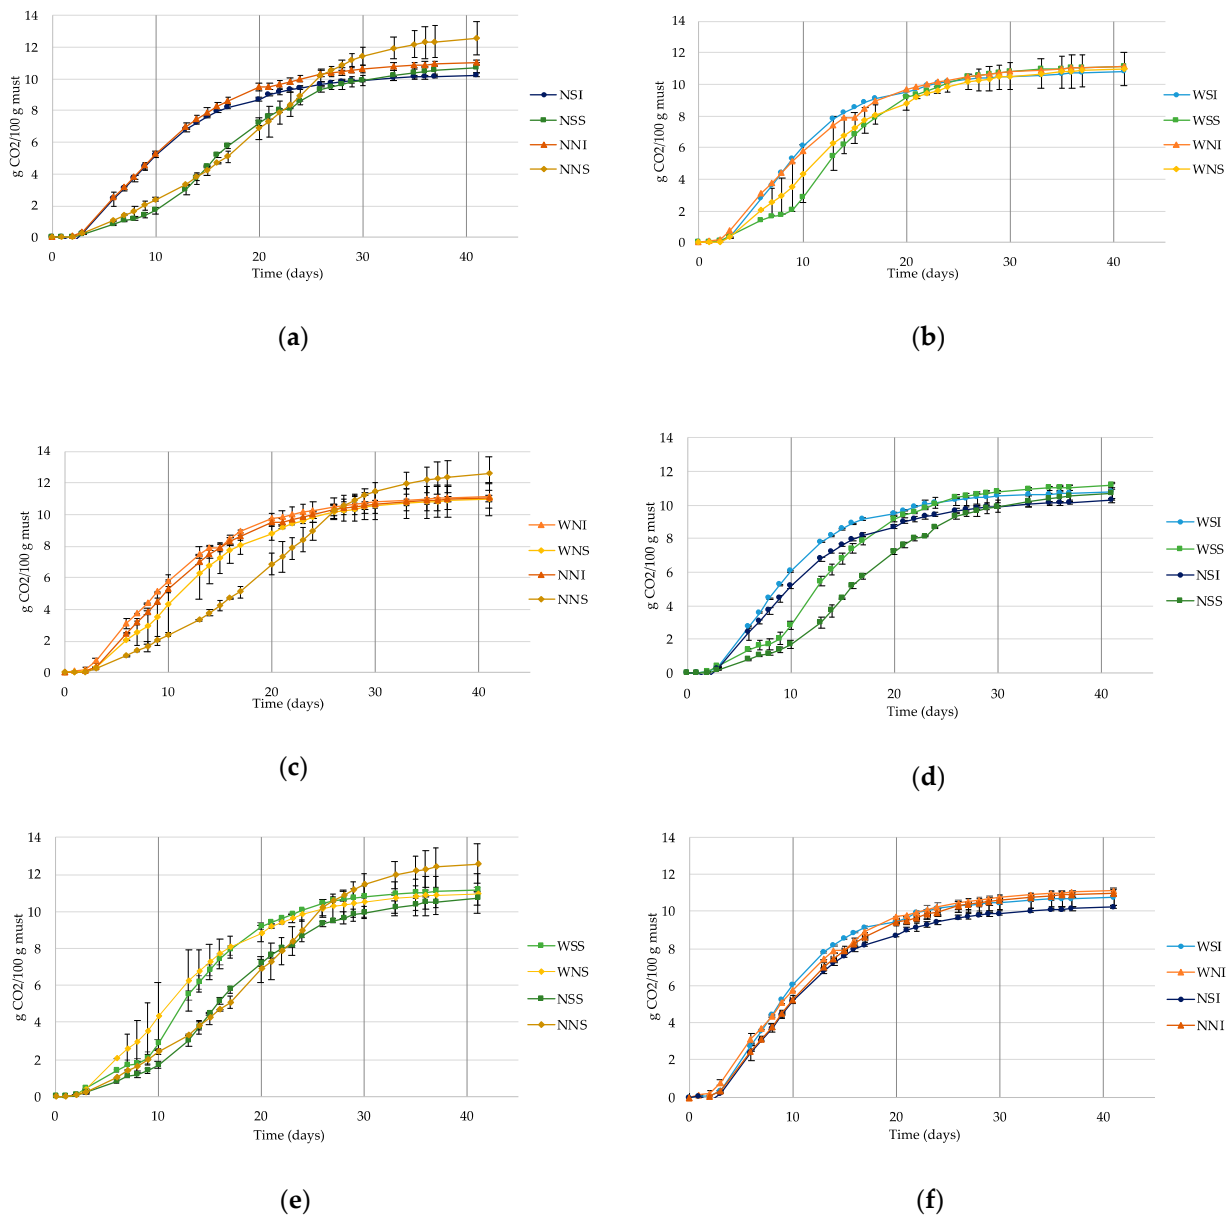 14
12
10
8
6
4
2
0
g CO2/100 g must
0 10 20 30 40
Time (days)
NSI
NSS
NNI
NNS
(a)
14
12
10
8
6
4
2
0
g CO2/100 g must
0 10 20 30 40
Time (days)
WSI
WSS
WNI
WNS
(b)
14
12
10
8
6
4
2
0
g CO2/100 g must
0 10 20 30 40
Time (days)
WNI
WNS
NNI
NNS
(c)
14
12
10
8
6
4
2
0
g CO2/100 g must
0 10 20 30 40
Time (days)
WSI
WSS
NSI
NSS
(d)
14
12
10
8
6
4
2
0
g CO2/100 g must
0 10 20 30 40
Time (days)
WSS
WNS
NSS
NNS
(e)
14
12
10
8
6
4
2
0
g CO2/100 g must
0 10 20 30 40
Time (days)
WSI
WNI
NSI
NNI
(f)